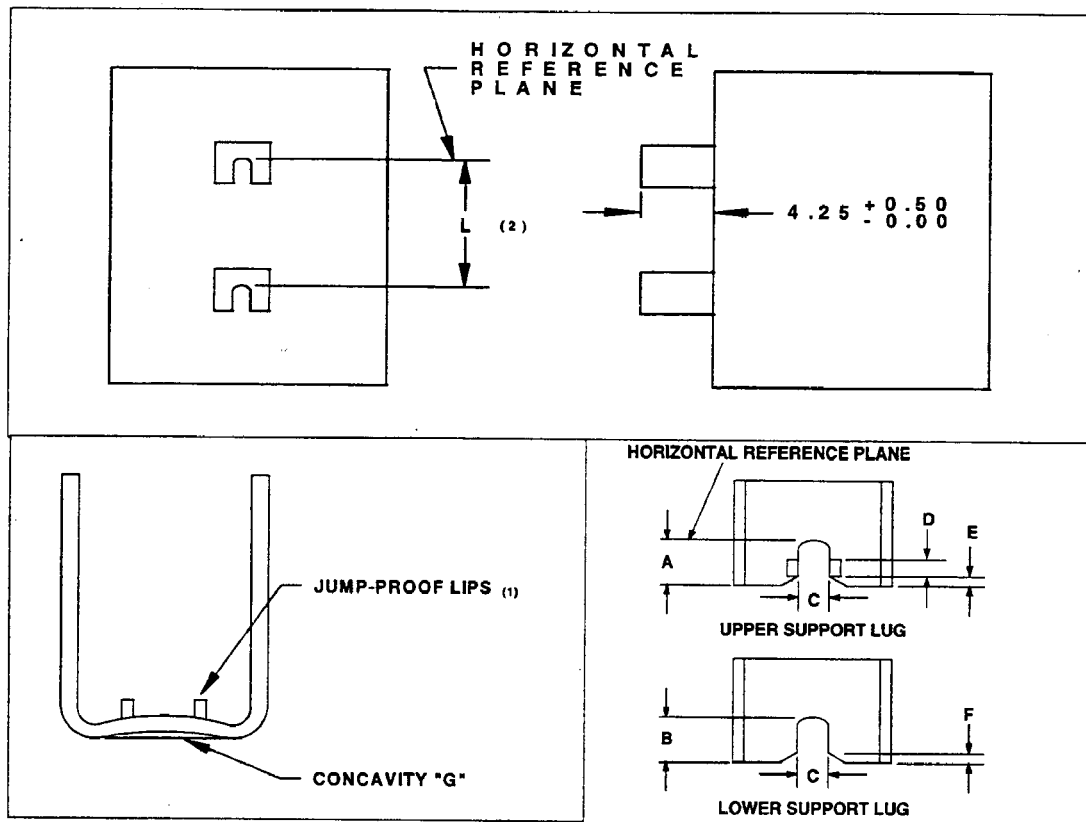 HORIZONTAL
REFERENCE
PLANE
L (2)
4.25 +0.50
-0.00
JUMP-PROOF LIPS (1)
CONCAVITY "G"
HORIZONTAL REFERENCE PLANE
D
E
A
C
UPPER SUPPORT LUG
F
B
C
LOWER SUPPORT LUG